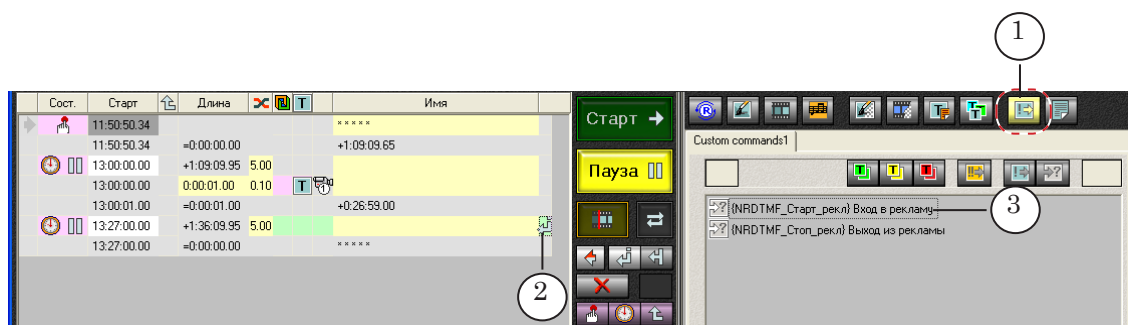 1
Сост. Старт Длина T Имя
11:50:50.34 * * * * *
11:50:50.34 =0:00:00.00 +1:09:09.65
13:00:00.00 +1:09:09.95 5.00
13:00:00.00 0:00:01.00 0.10 T 1
13:00:01.00 =0:00:01.00 +0:26:59.00
13:27:00.00 +1:36:09.95 5.00
13:27:00.00 =0:00:00.00 * * * * *
2
Старт
Пауза
R T T
Custom commands1
T T T
{NRDTMF_Старт_рекл} Вход в рекламу
3
{NRDTMF_Стоп_рекл} Выход из рекламы